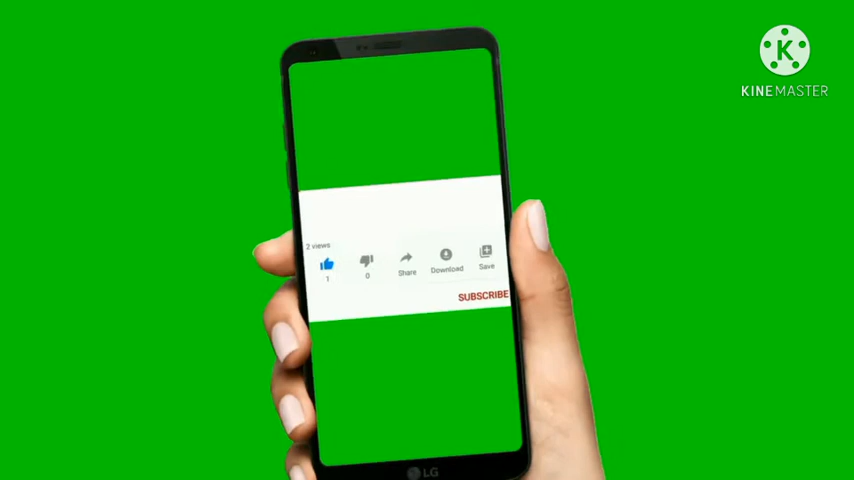 K
KINEMASTER
2 views
1
0
Share
Download
Save
SUBSCRIBE
LG